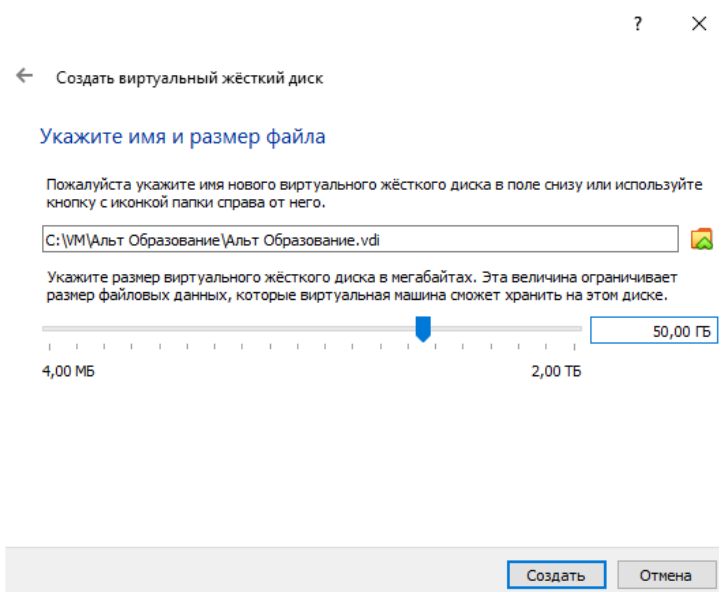 ?
Создать виртуальный жёсткий диск
Укажите имя и размер файла
Пожалуйста укажите имя нового виртуального жёсткого диска в поле снизу или используйте
кнопку с иконкой папки справа от него.
C:\VM\Альт Образование\Альт Образование.vdi
Укажите размер виртуального жёсткого диска в мегабайтах. Эта величина ограничивает
размер файловых данных, которые виртуальная машина сможет хранить на этом диске.
50,00 ГБ
4,00 МБ 2,00 ТБ
Создать Отмена